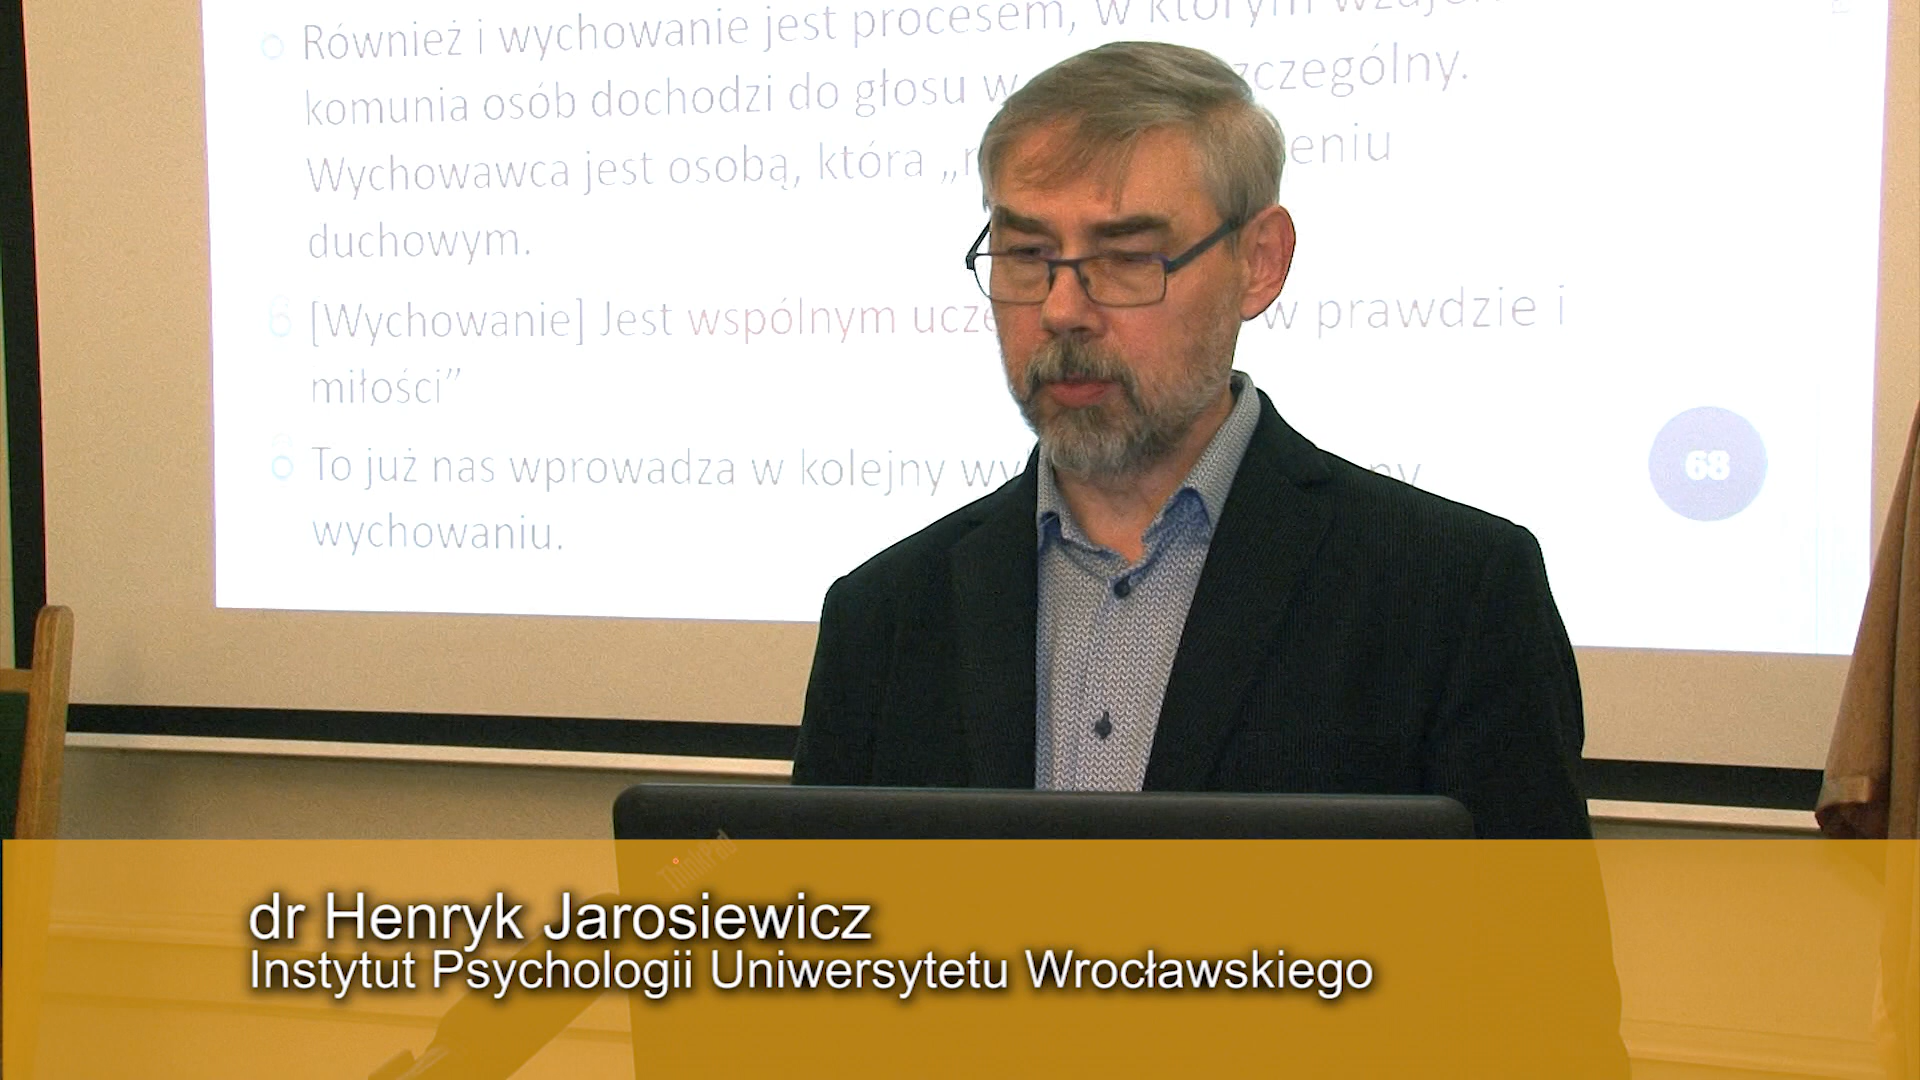 Również i wychowanie jest procesem, w którym
komunia osób dochodzi do głosu w
Wychowawca jest osobą, która
duchowym.
[Wychowanie] Jest wspólnym w prawdzie i
miłości”
To już nas wprowadza w kolejny
wychowaniu.
68
ThinkPad
dr Henryk Jarosiewicz
Instytut Psychologii Uniwersytetu Wrocławskiego